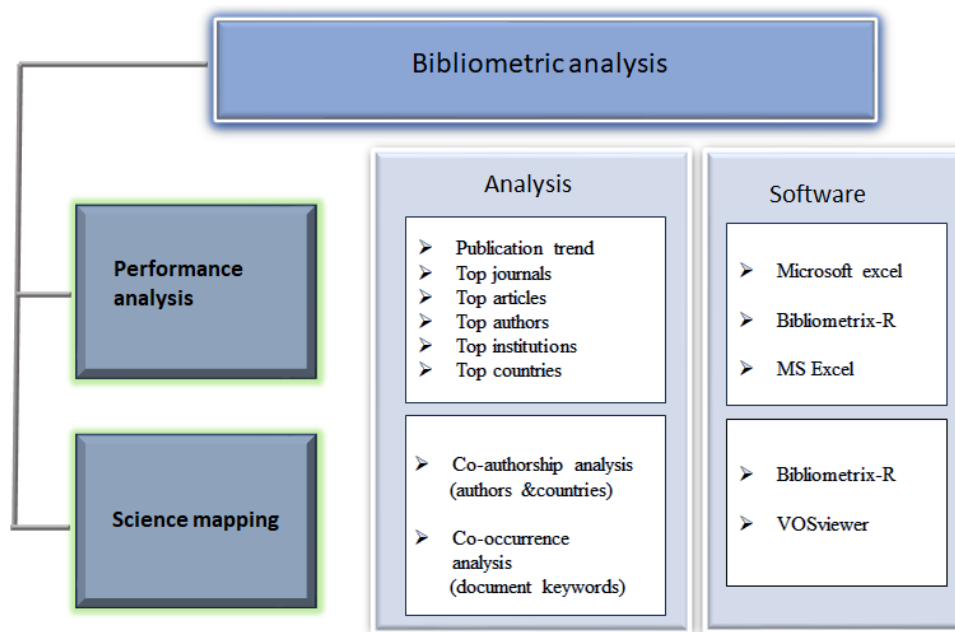 Bibliometric analysis
Analysis
Software
Performance
analysis
➢ Publication trend
➢ Top journals
➢ Top articles
➢ Top authors
➢ Top institutions
➢ Top countries
➢ Microsoft excel
➢ Bibliometrix-R
➢ MS Excel
Science mapping
➢ Co-authorship analysis
(authors &countries)
➢ Co-occurrence
analysis
(document keywords)
➢ Bibliometrix-R
➢ VOSviewer